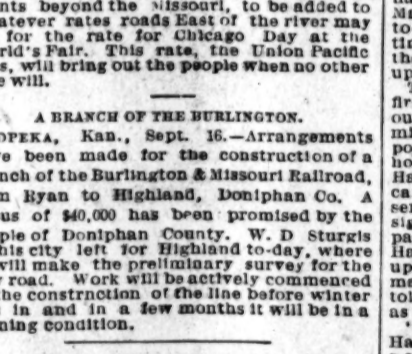 nts beyond the Missouri, to be added to
atever rates roads East of the river may
for the rate for Chicago Day at the
rld's Fair. This rate, the Union Pacific
s, will bring out the people when no other
e will.
A BRANCH OF THE BURLINGTON.
OPEKA, Kan., Sept. 16.—Arrangements
e been made for the construction of a
nch of the Burlington & Missouri Railroad,
m Ryan to Highland, Doniphan Co. A
us of $40,000 has been promised by the
ple of Doniphan County. W. D Sturgis
his city left for Highland to-day, where
will make the preliminary survey for the
road. Work will be actively commenced
the constrnction of the line before winter
in and in a few months it will be in a
ning condition.